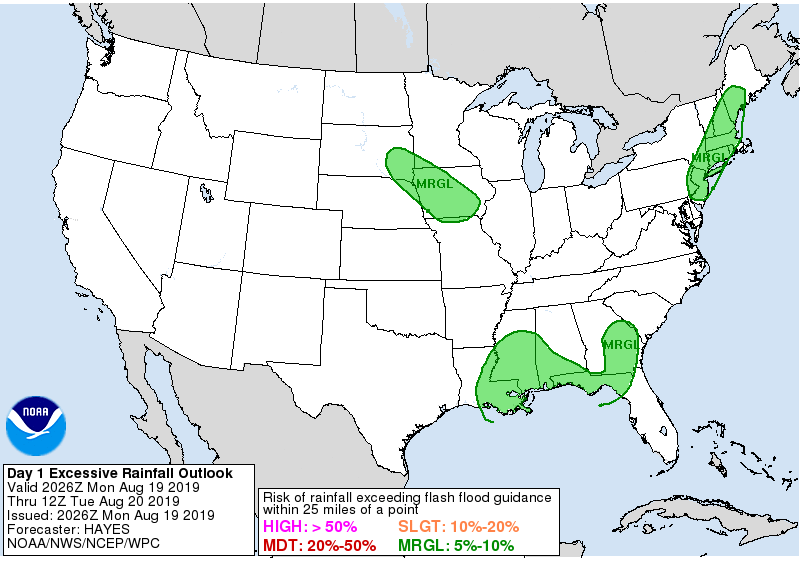 MRGL
MRGL
MRGL
NOAA
Day 1 Excessive Rainfall Outlook
Valid 2026Z Mon Aug 19 2019
Thru 12Z Tue Aug 20 2019
Issued: 2026Z Mon Aug 19 2019
Forecaster: HAYES
NOAA/NWS/NCEP/WPC
Risk of rainfall exceeding flash flood guidance
within 25 miles of a point
HIGH: > 50% SLGT: 10%-20%
MDT: 20%-50% MRGL: 5%-10%